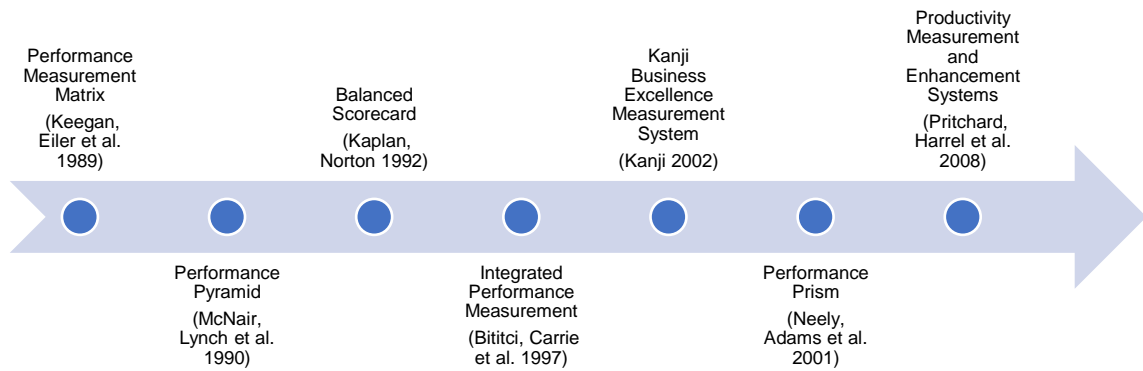 Performance
Measurement
Matrix
(Keegan,
Eiler et al.
1989)
Performance
Pyramid
(McNair,
Lynch et al.
1990)
Balanced
Scorecard
(Kaplan,
Norton 1992)
Integrated
Performance
Measurement
(Bititci, Carrie
et al. 1997)
Kanji
Business
Excellence
Measurement
System
(Kanji 2002)
Performance
Prism
(Neely,
Adams et al.
2001)
Productivity
Measurement
and
Enhancement
Systems
(Pritchard,
Harrel et al.
2008)